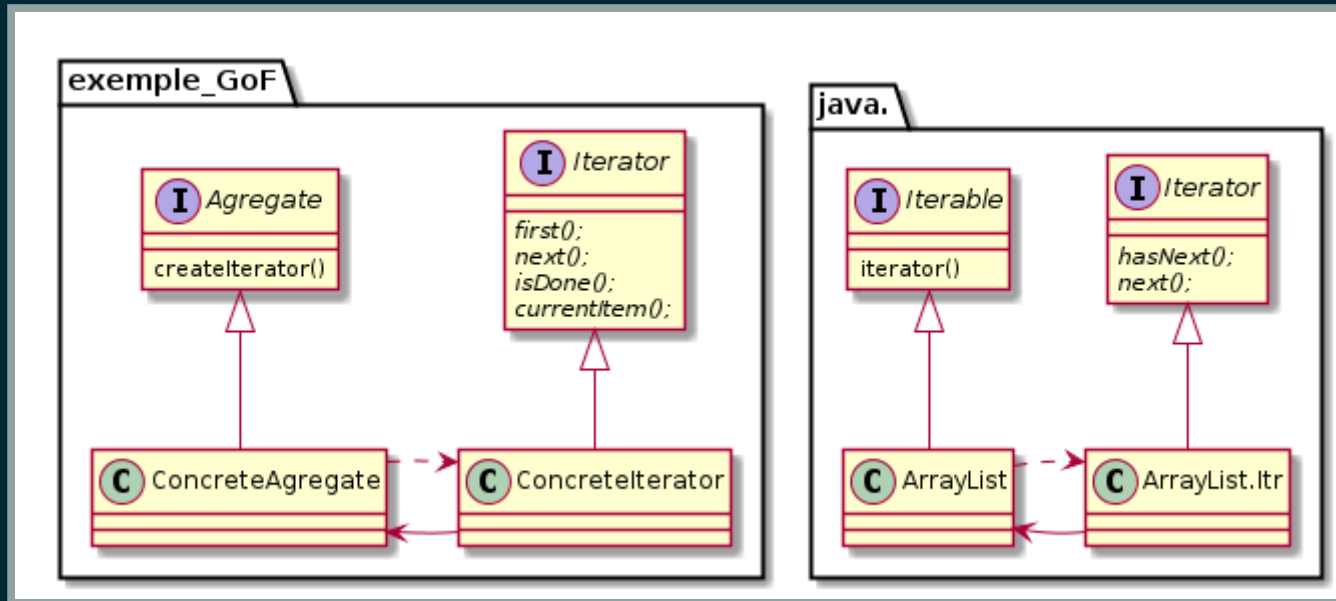 exemple_GoF
I Agregate
createIterator()
I Iterator
first();
next();
isDone();
currentItem();
C ConcreteAgregate
C ConcreteIterator
java.
I Iterable
iterator()
I Iterator
hasNext();
next();
C ArrayList
C ArrayList.Itr